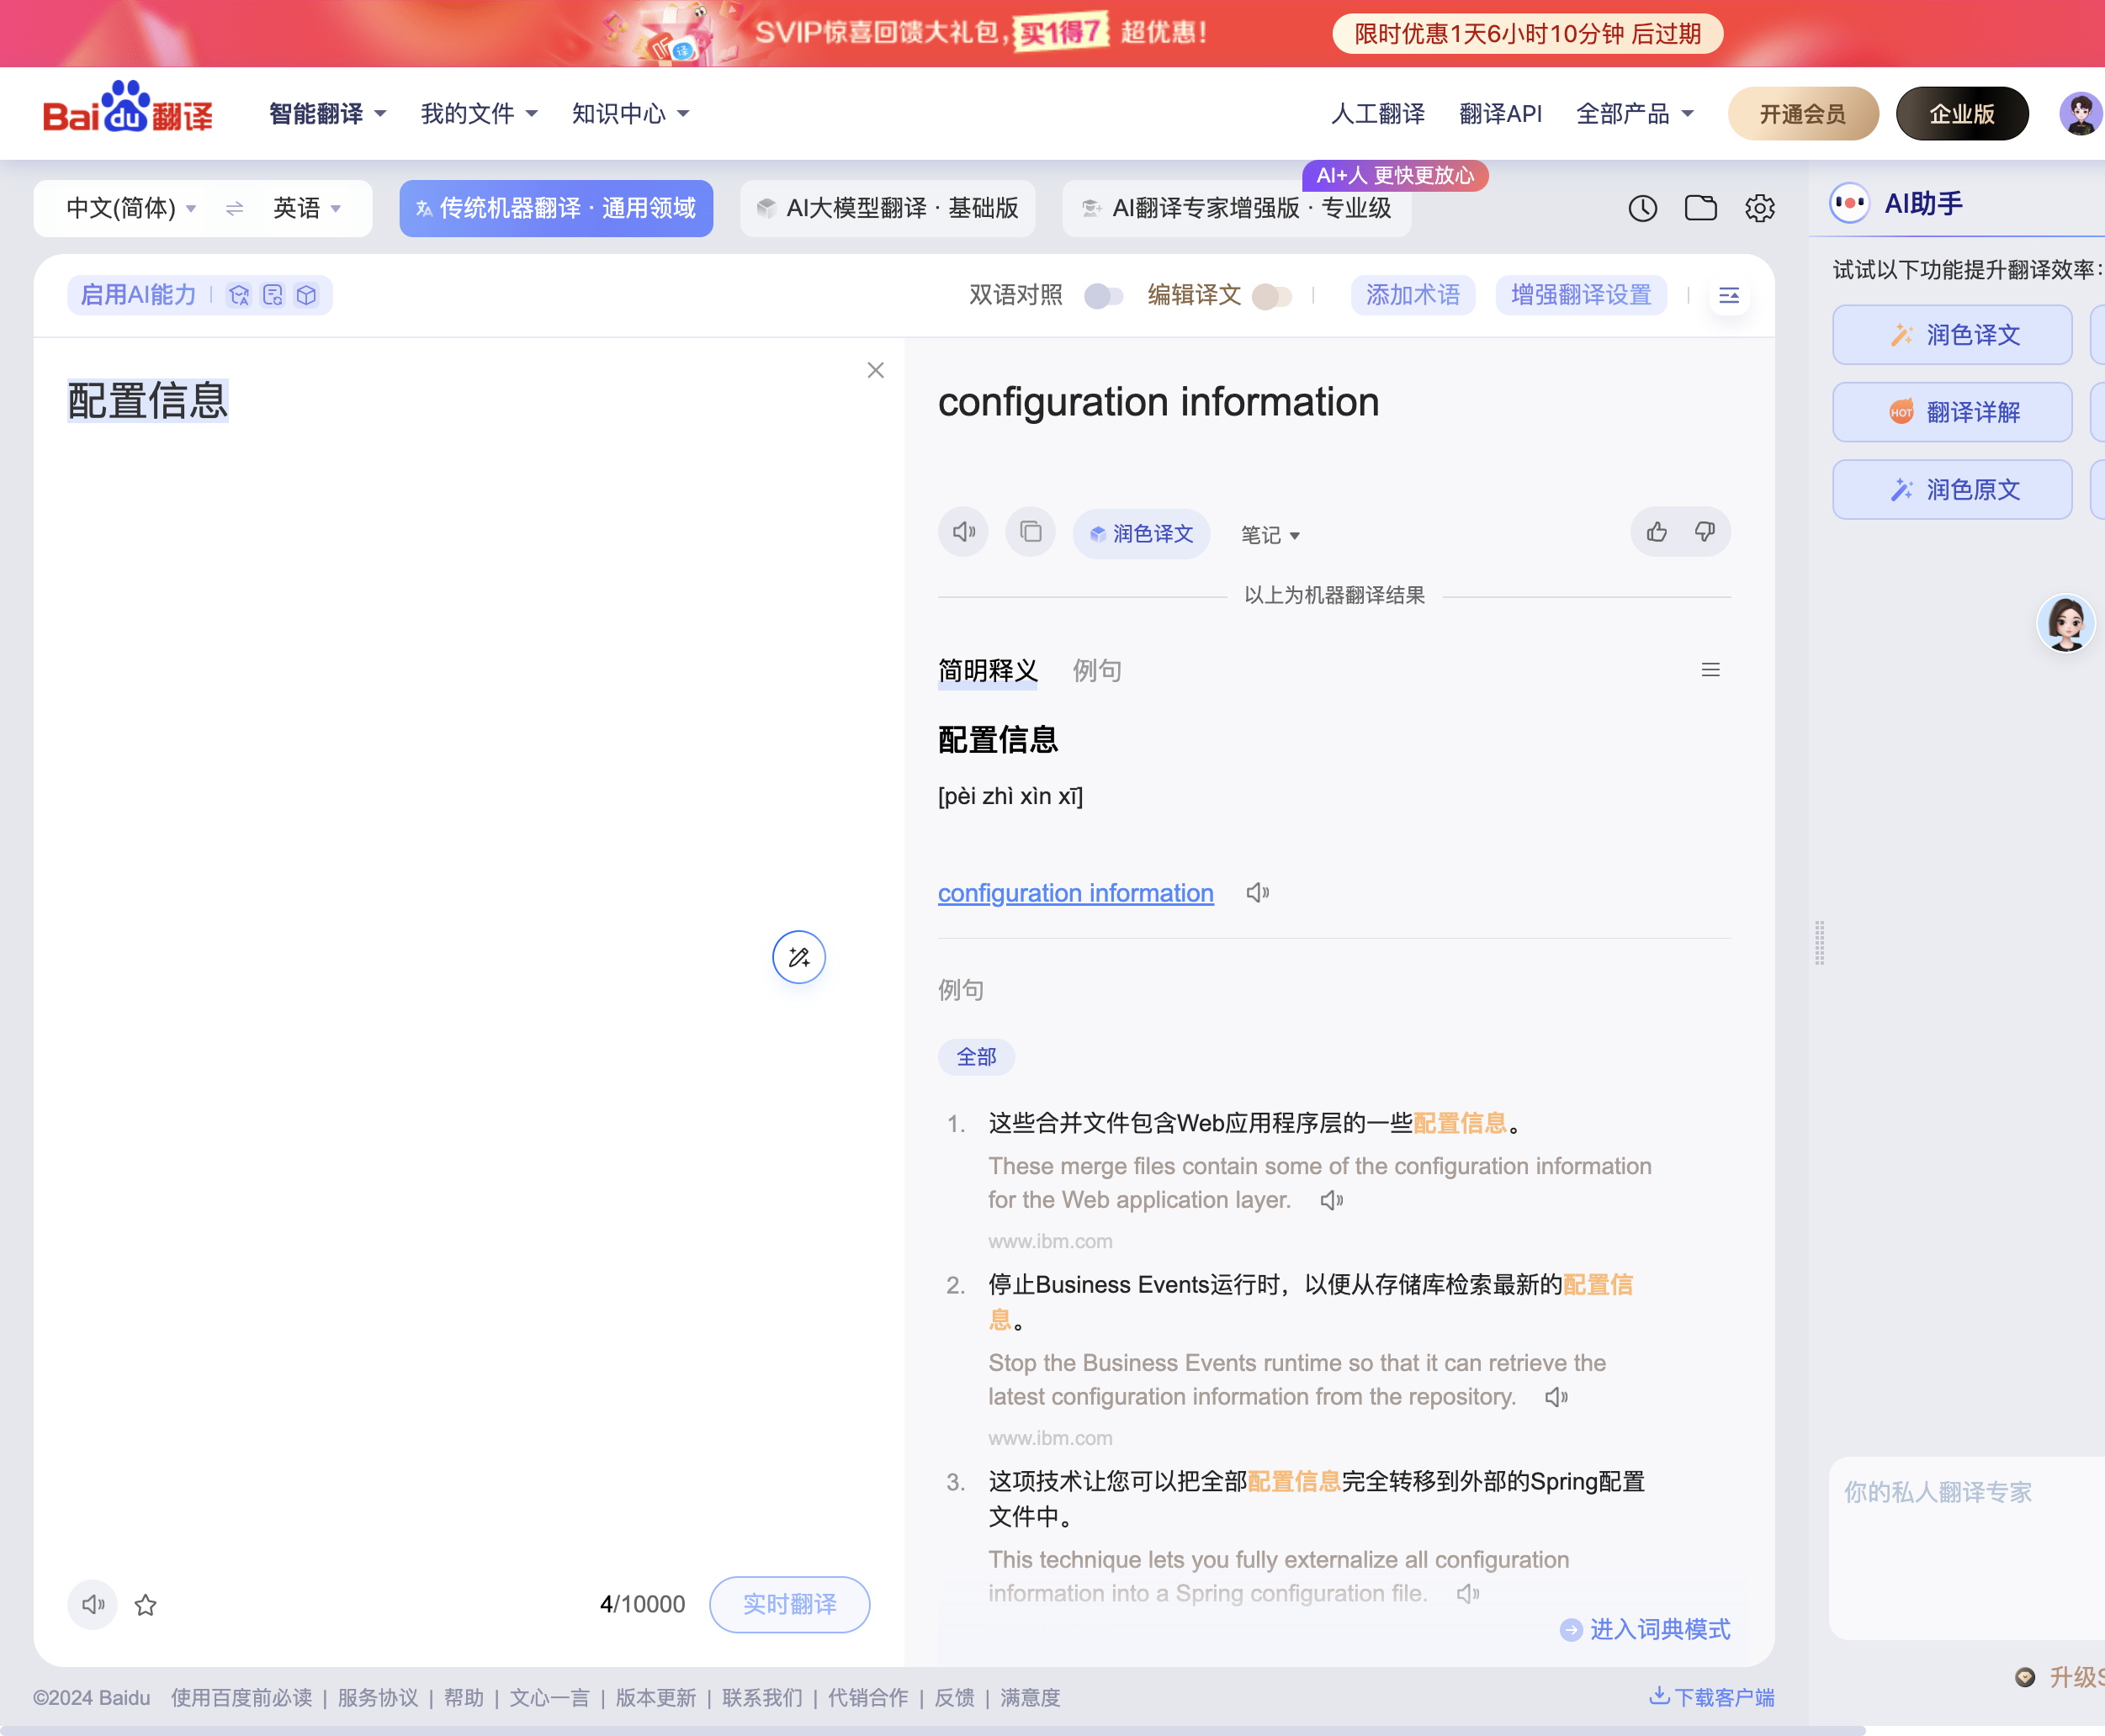 SVIP惊喜回馈大礼包,买1得7 超优惠!
限时优惠1天6小时10分钟 后过期
Baidu翻译
智能翻译 我的文件 知识中心
人工翻译 翻译API 全部产品 开通会员 企业版
AI+人 更快更放心
中文(简体) 英语 传统机器翻译 · 通用领域 AI大模型翻译 · 基础版 AI翻译专家增强版 · 专业级
AI助手
启用AI能力
双语对照 编辑译文 添加术语 增强翻译设置
试试以下功能提升翻译效率:
润色译文
HOT 翻译详解
润色原文
配置信息
configuration information
润色译文 笔记
以上为机器翻译结果
简明释义 例句
配置信息
[pèi zhì xìn xī]
configuration information
例句
全部
1. 这些合并文件包含Web应用程序层的一些配置信息。
These merge files contain some of the configuration information
for the Web application layer.
www.ibm.com
2. 停止Business Events运行时，以便从存储库检索最新的配置信
息。
Stop the Business Events runtime so that it can retrieve the
latest configuration information from the repository.
www.ibm.com
3. 这项技术让您可以把全部配置信息完全转移到外部的Spring配置
文件中。
This technique lets you fully externalize all configuration
information into a Spring configuration file.
进入词典模式
4/10000 实时翻译
你的私人翻译专家
升级S
©2024 Baidu 使用百度前必读 | 服务协议 | 帮助 | 文心一言 | 版本更新 | 联系我们 | 代销合作 | 反馈 | 满意度
下载客户端